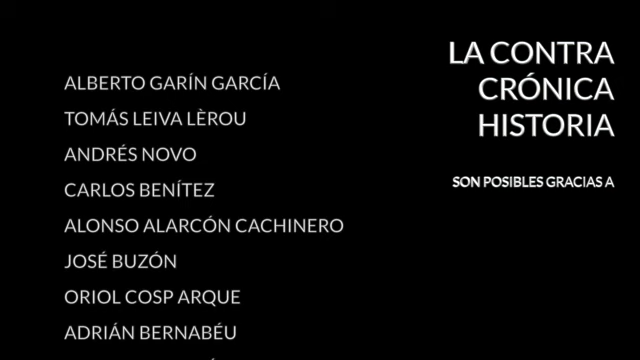 LA CONTRA
CRÓNICA
HISTORIA
SON POSIBLES GRACIAS A
ALBERTO GARÍN GARCÍA
TOMÁS LEIVA LÈROU
ANDRÉS NOVO
CARLOS BENÍTEZ
ALONSO ALARCÓN CACHINERO
JOSÉ BUZÓN
ORIOL COSP ARQUE
ADRIÁN BERNABÉU